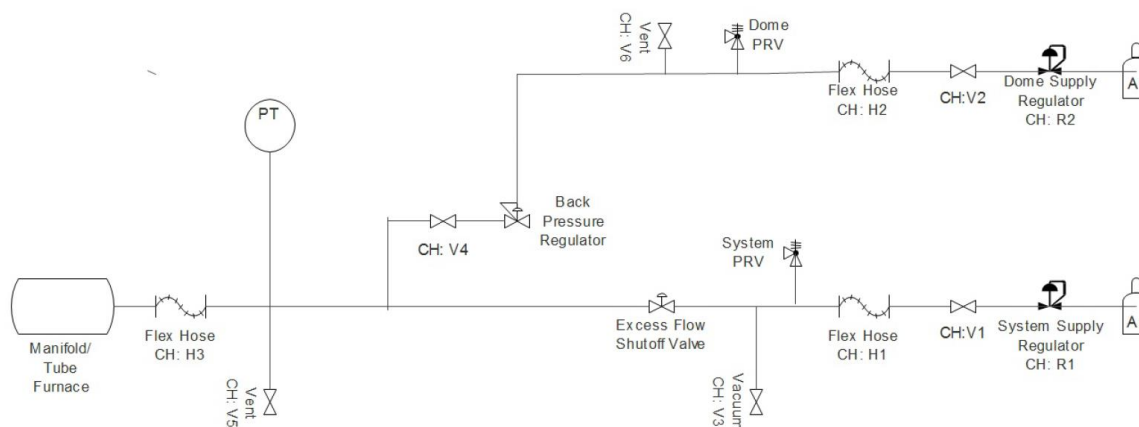 Vent
CH: V6
Dome
PRV
Flex Hose
CH: H2
CH:V2
Dome Supply
Regulator
CH: R2
A
PT
Back
Pressure
Regulator
CH: V4
System
PRV
Manifold/
Tube
Furnace
Flex Hose
CH: H3
Vent
CH: V5
Excess Flow
Shutoff Valve
Vacuum
CH: V3
Flex Hose
CH: H1
CH:V1
System Supply
Regulator
CH: R1
A